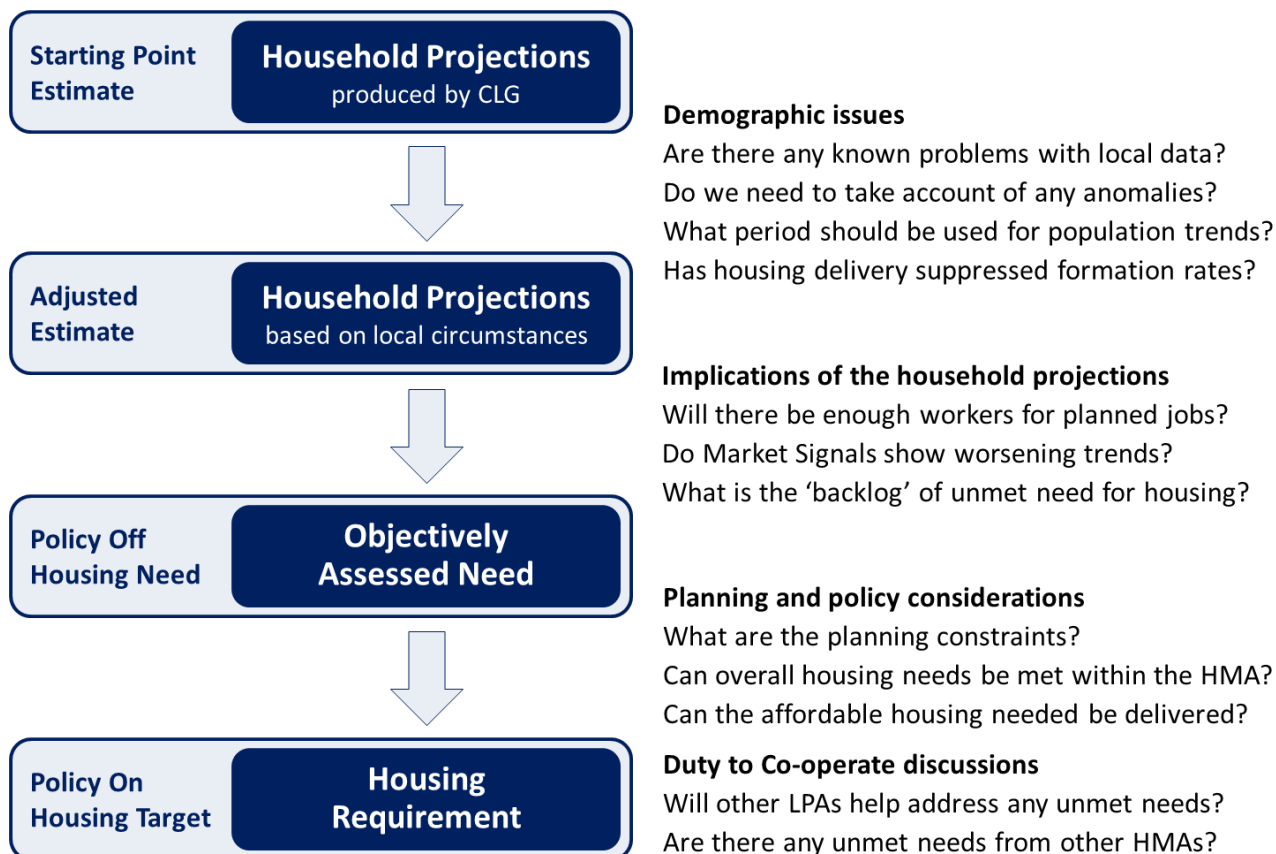 Starting Point
Estimate
Household Projections
produced by CLG
Demographic issues
Are there any known problems with local data?
Do we need to take account of any anomalies?
What period should be used for population trends?
Has housing delivery suppressed formation rates?
Adjusted
Estimate
Household Projections
based on local circumstances
Implications of the household projections
Will there be enough workers for planned jobs?
Do Market Signals show worsening trends?
What is the ‘backlog’ of unmet need for housing?
Policy Off
Housing Need
Objectively
Assessed Need
Planning and policy considerations
What are the planning constraints?
Can overall housing needs be met within the HMA?
Can the affordable housing needed be delivered?
Policy On
Housing Target
Housing
Requirement
Duty to Co-operate discussions
Will other LPAs help address any unmet needs?
Are there any unmet needs from other HMAs?